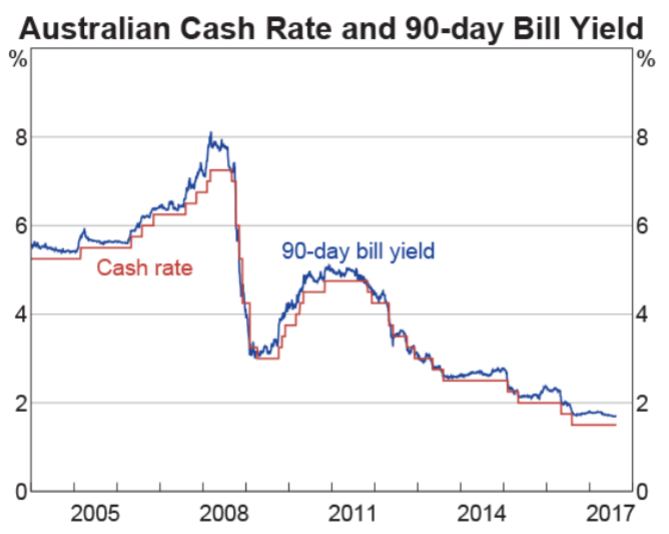 Australian Cash Rate and 90-day Bill Yield
% %
8 8
6 6
90-day bill yield
Cash rate
4 4
2 2
0 0
2005 2008 2011 2014 2017